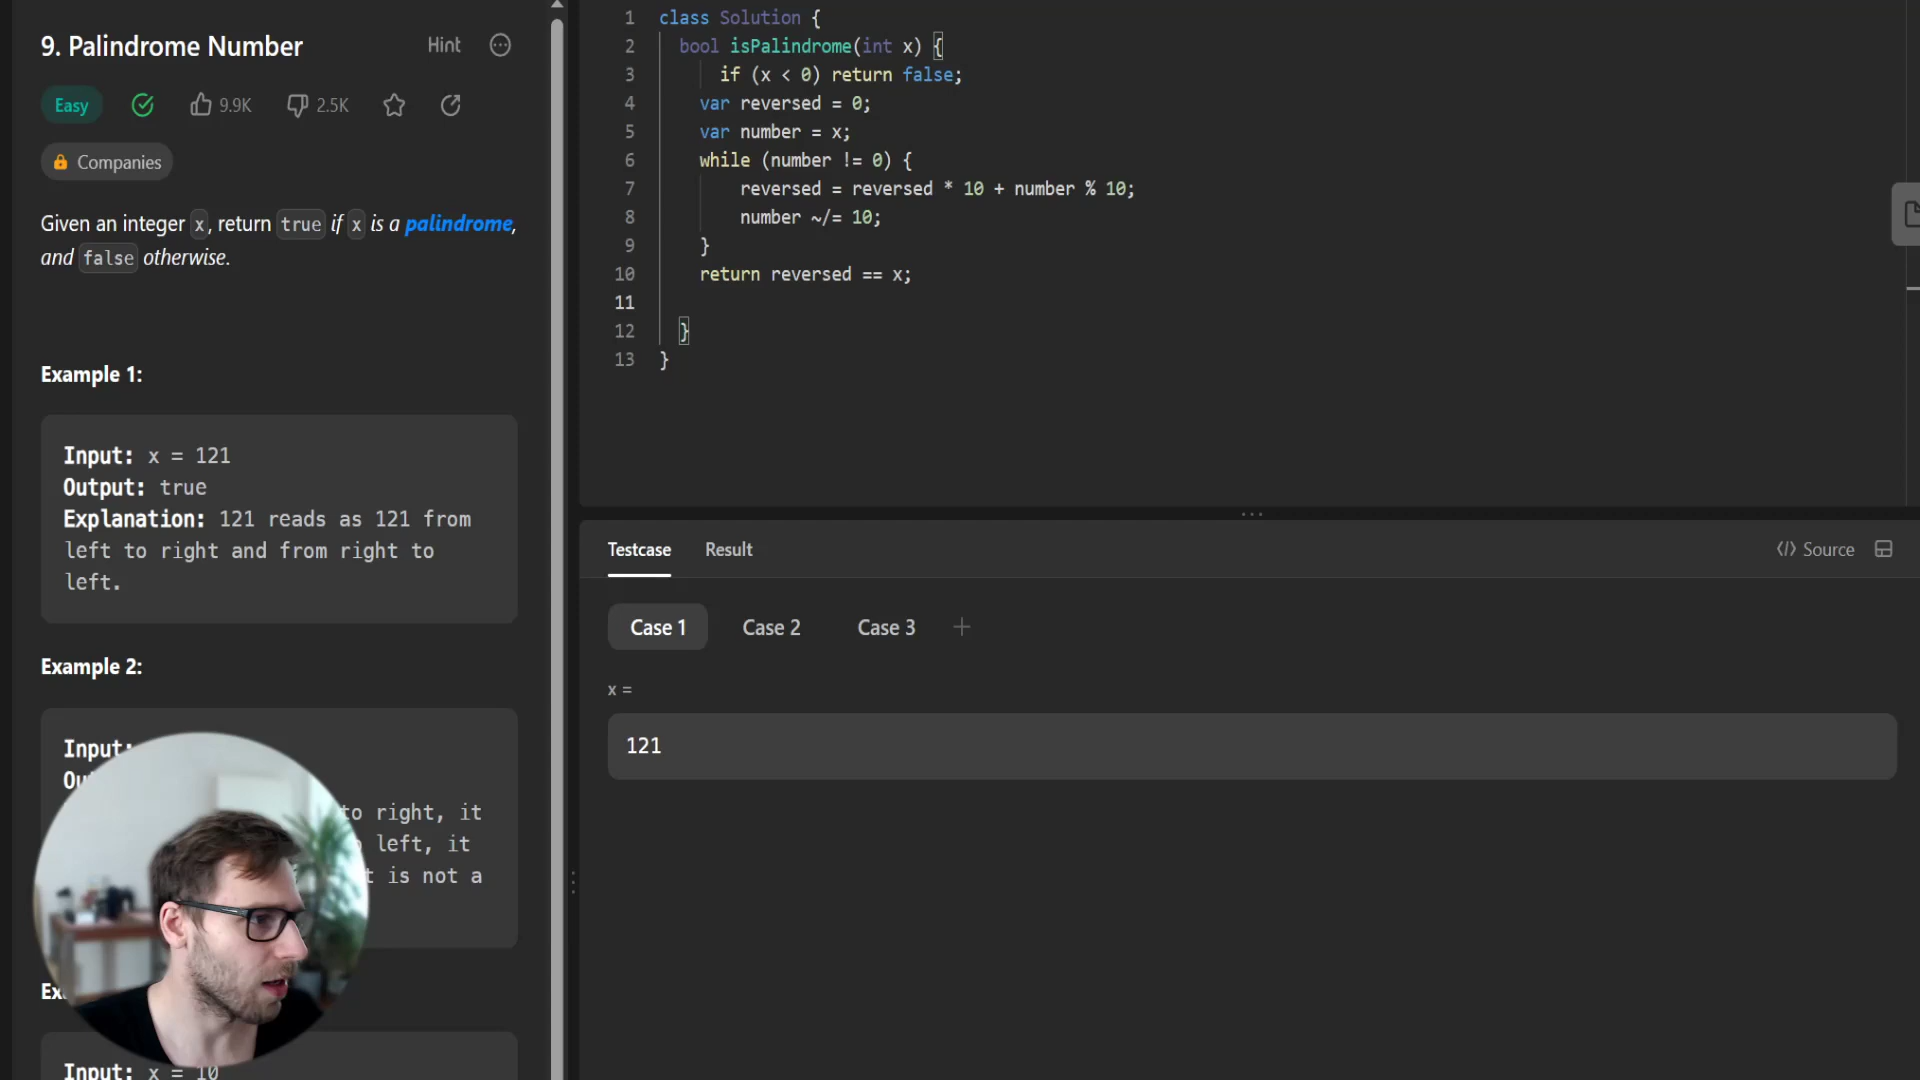 9. Palindrome Number
Hint
Easy
9.9K
2.5K
Companies
Given an integer x, return true if x is a palindrome,
and false otherwise.
Example 1:
Input: x = 121
Output: true
Explanation: 121 reads as 121 from
left to right and from right to
left.
Example 2:
Input:
to right, it
left, it
is not a
Input: x = 10
1 class Solution {
2 bool isPalindrome(int x) {
3 if (x < 0) return false;
4 var reversed = 0;
5 var number = x;
6 while (number != 0) {
7 reversed = reversed * 10 + number % 10;
8 number ~/= 10;
9 }
10 return reversed == x;
11
12 }
13 }
Testcase
Result
</> Source
Case 1
Case 2
Case 3
+
x =
121